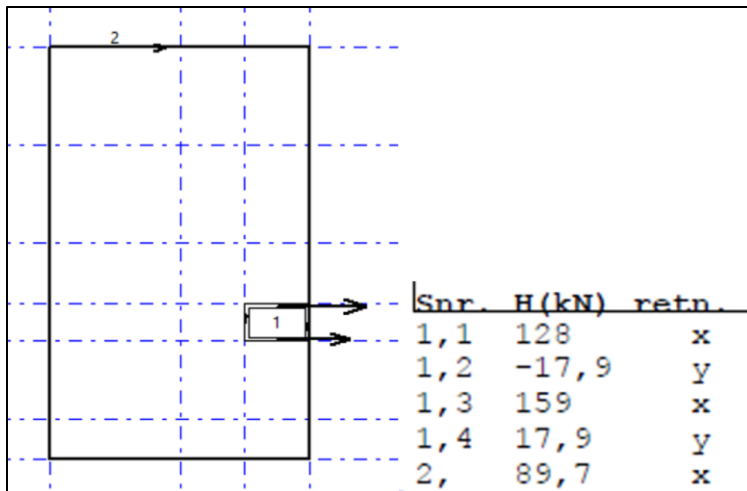 2
1
Snr. H(kN) retn.
1,1 128 x
1,2 -17,9 y
1,3 159 x
1,4 17,9 y
2, 89,7 x